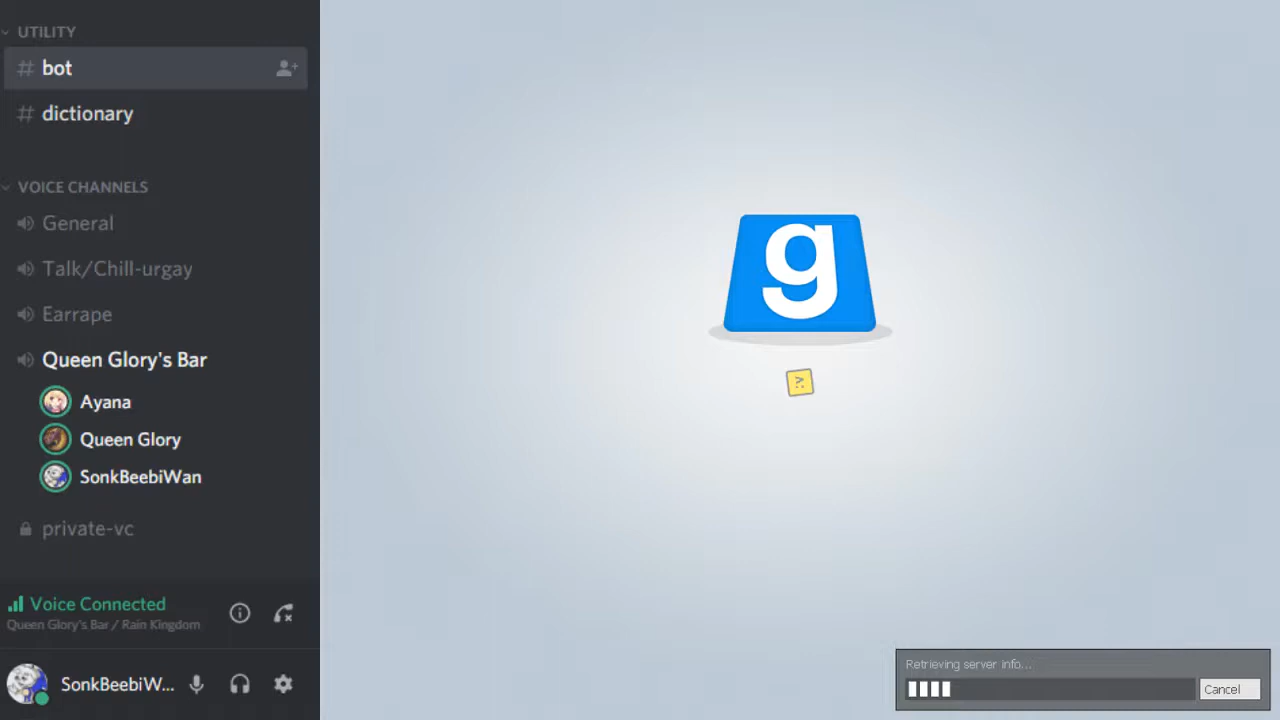 UTILITY
# bot
# dictionary
VOICE CHANNELS
General
Talk/Chill-urgay
Earrape
Queen Glory's Bar
Ayana
Queen Glory
SonkBeebiWan
private-vc
Voice Connected
Queen Glory's Bar / Rain Kingdom
SonkBeebiW...
g
>:
Retrieving server info...
Cancel